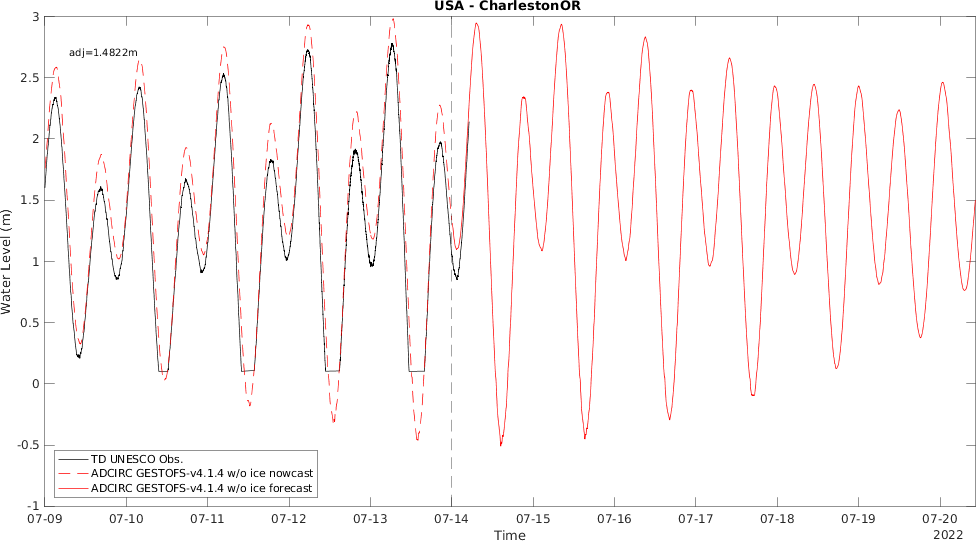 USA - CharlestonOR
adj=1.4822m
3
2.5
2
1.5
1
0.5
0
-0.5
-1
Water Level (m)
TD UNESCO Obs.
ADCIRC GESTOFS-v4.1.4 w/o ice nowcast
ADCIRC GESTOFS-v4.1.4 w/o ice forecast
07-09 07-10 07-11 07-12 07-13 07-14 07-15 07-16 07-17 07-18 07-19 07-20
Time
2022